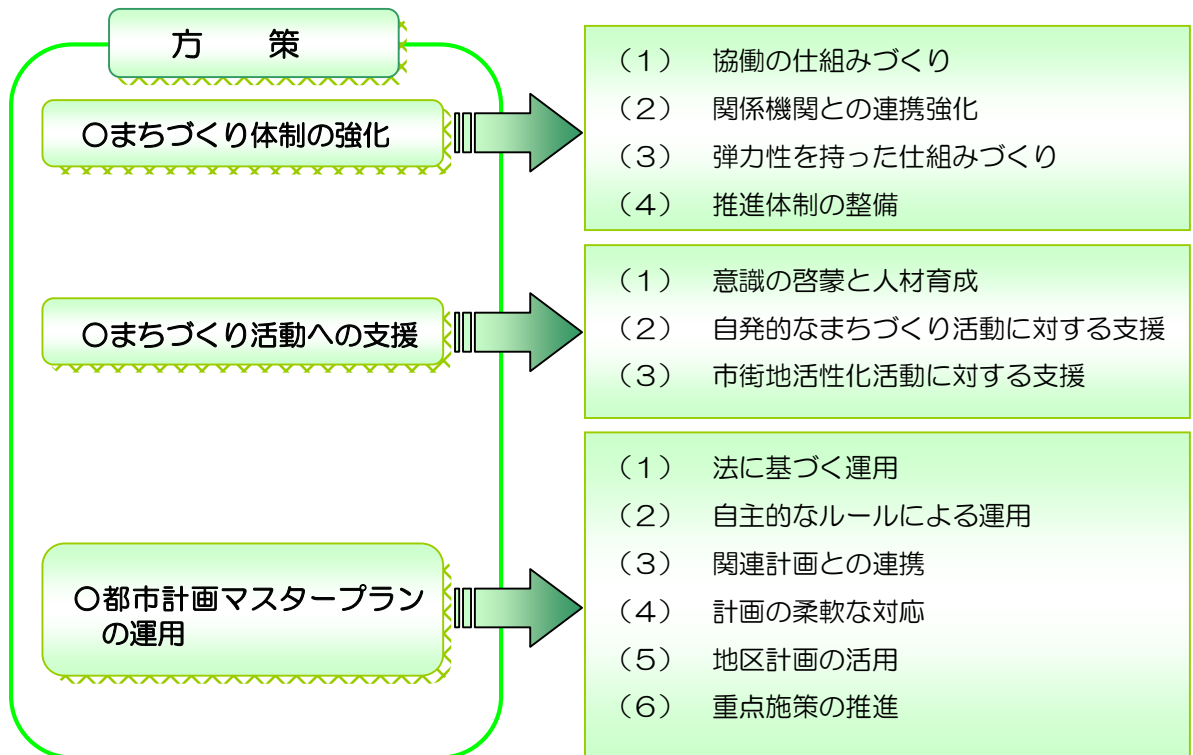 方　策
〇まちづくり体制の強化
（１）　協働の仕組みづくり
（２）　関係機関との連携強化
（３）　弾力性を持った仕組みづくり
（４）　推進体制の整備
〇まちづくり活動への支援
（１）　意識の啓蒙と人材育成
（２）　自発的なまちづくり活動に対する支援
（３）　市街地活性化活動に対する支援
〇都市計画マスタープラン
の運用
（１）　法に基づく運用
（２）　自主的なルールによる運用
（３）　関連計画との連携
（４）　計画の柔軟な対応
（５）　地区計画の活用
（６）　重点施策の推進